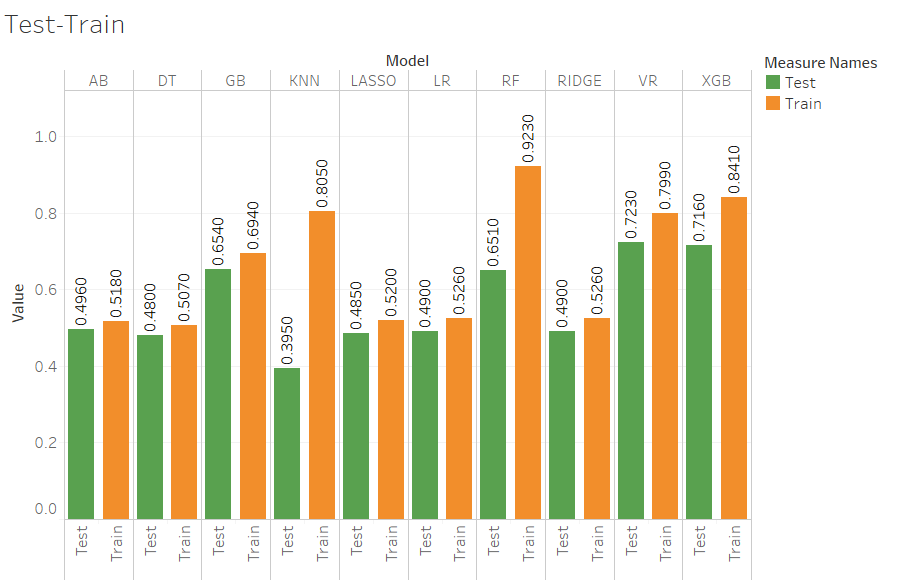 Test-Train
Model
Measure Names
AB DT GB KNN LASSO LR RF RIDGE VR XGB
Test
Train
Value
1.0
0.8
0.6
0.4
0.2
0.0
0.4960 0.5180 0.4800 0.5070 0.6540 0.6940 0.3950 0.8050 0.4850 0.5200 0.4900 0.5260 0.6510 0.9230 0.4900 0.5260 0.7230 0.7990 0.7160 0.8410
Test Train Test Train Test Train Test Train Test Train Test Train Test Train Test Train Test Train Test Train